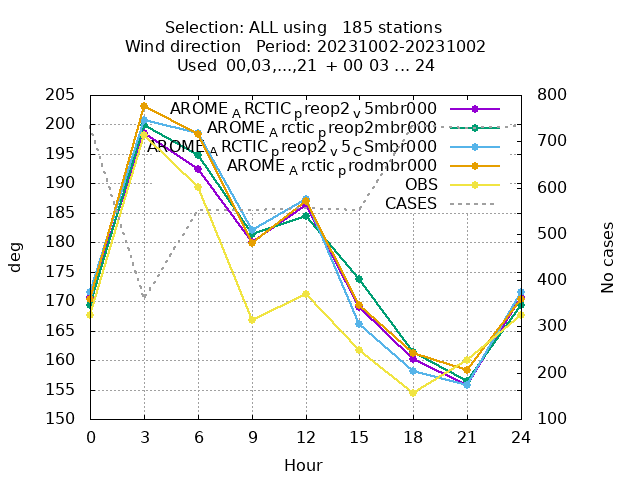 Selection: ALL using 185 stations
Wind direction Period: 20231002-20231002
Used 00,03,...,21 + 00 03 ... 24
205 800
AROME_ARCTIC_preop2_v5mbr000
200
AROME_Arctic_preop2mbr000
700
195
AROME_ARCTIC_preop2_v5_CSmbr000
AROME_Arctic_prodmbr000
190 600
OBS
185
CASES
180 500
175
170 400
165 300
160 200
155
150 100
0 3 6 9 12 15 18 21 24
deg
No cases
Hour